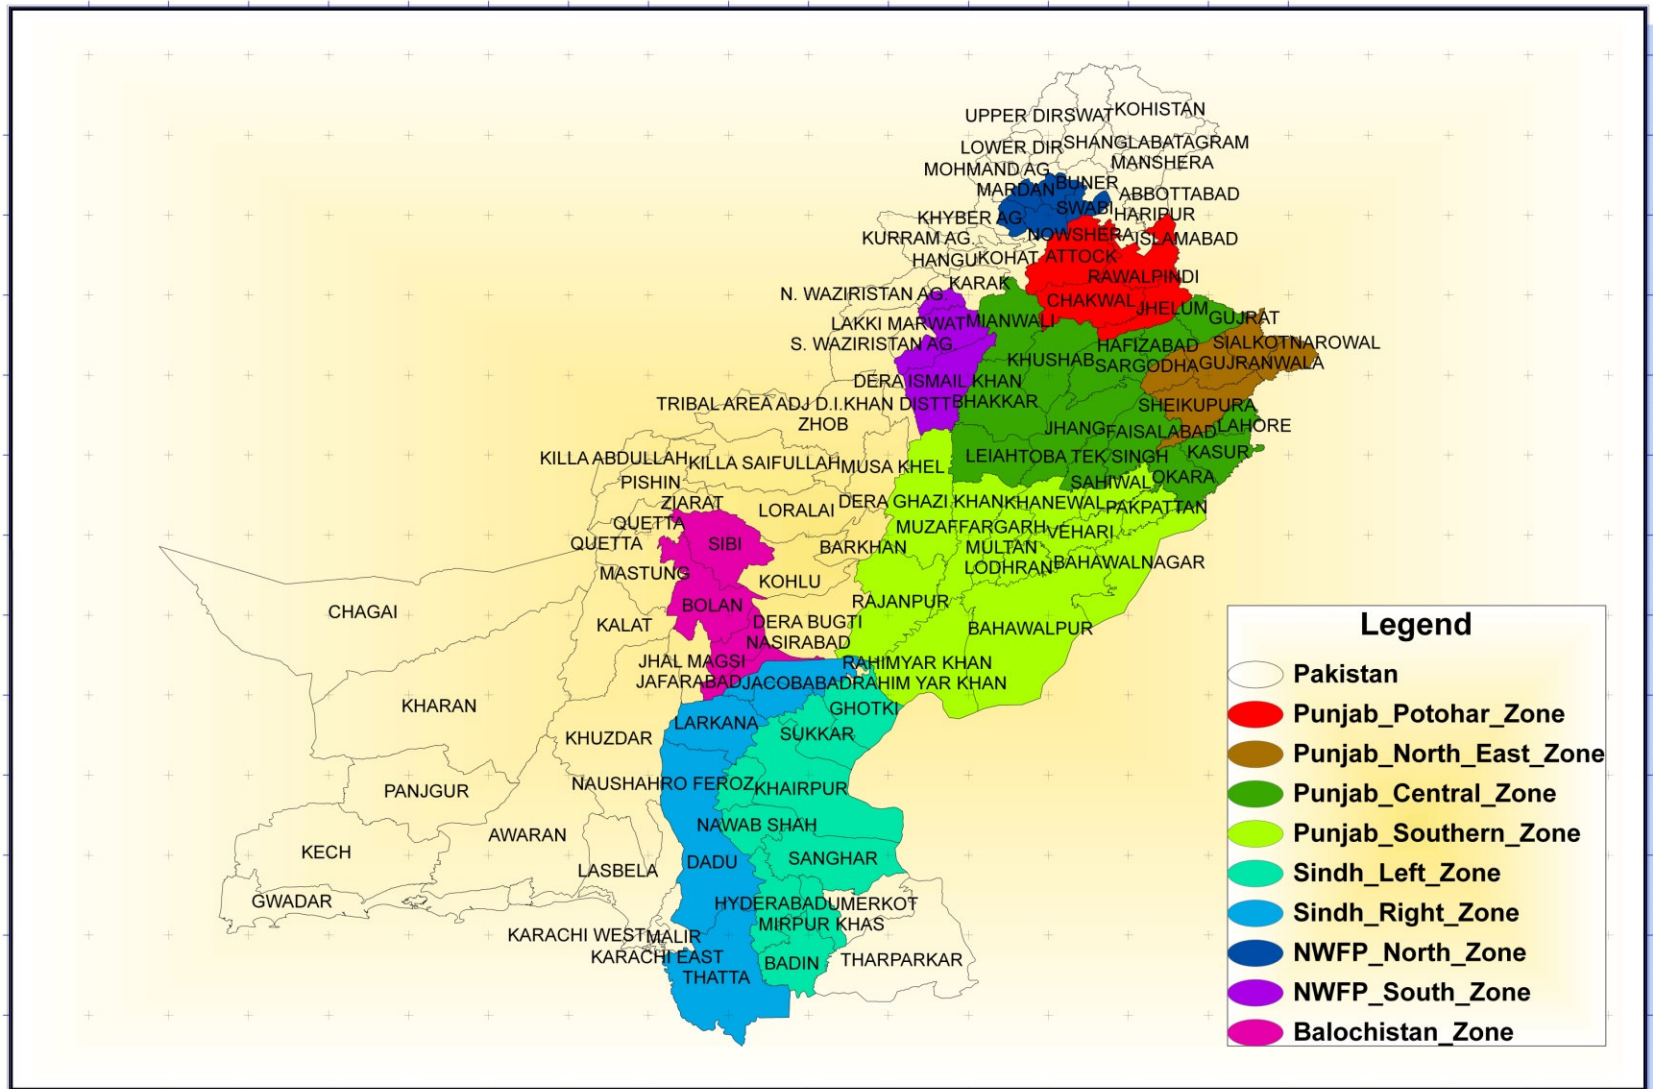 UPPER DIR
SWAT
KOHISTAN
LOWER DIR
SHANGLA
BATAGRAM
MOHMAND AG.
MANSHERA
MARDAN
BUNER
ABBOTTABAD
KHYBER AG.
SWABI
HARIPUR
KURRAM AG.
NOWSHERA
ISLAMABAD
HANGU
KOHAT
ATTOCK
KARAK
RAWALPINDI
N. WAZIRISTAN AG.
CHAKWAL
JHELUM
LAKKI MARWAT
MIANWALI
GUJRAT
S. WAZIRISTAN AG.
HAFIZABAD
SIALKOT
NAROWAL
KHUSHAB
SARGODHA
GUJRANWALA
DERA ISMAIL KHAN
TRIBAL AREA ADJ D.I.KHAN DISTT
BHAKKAR
SHEIKUPURA
ZHOB
JHANG
FAISALABAD
LAHORE
KILLA ABDULLAH
KILLA SAIFULLAH
MUSA KHEL
LEIAH
TOBA TEK SINGH
KASUR
PISHIN
SAHIWAL
OKARA
ZIARAT
LORALAI
DERA GHAZI KHAN
KHANEWAL
PAKPATTAN
QUETTA
MUZAFFARGARH
VEHARI
QUETTA
SIBI
BARKHAN
MULTAN
MASTUNG
KOHLU
LODHRAN
BAHAWALNAGAR
CHAGAI
BOLAN
RAJANPUR
KALAT
DERA BUGTI
BAHAWALPUR
NASIRABAD
JHAL MAGSI
RAHIMYAR KHAN
JAFARABAD
JACOBABAD
RAHIM YAR KHAN
KHARAN
LARKANA
GHOTKI
KHUZDAR
SUKKAR
PANJGUR
NAUSHAHRO FEROZ
KHAIRPUR
AWARAN
NAWAB SHAH
KECH
LASBELA
DADU
SANGHAR
GWADAR
HYDERABAD
UMERKOT
MIRPUR KHAS
KARACHI WEST
MALIR
KARACHI EAST
BADIN
THARPARKAR
THATTA
Legend
Pakistan
Punjab_Potohar_Zone
Punjab_North_East_Zone
Punjab_Central_Zone
Punjab_Southern_Zone
Sindh_Left_Zone
Sindh_Right_Zone
NWFP_North_Zone
NWFP_South_Zone
Balochistan_Zone